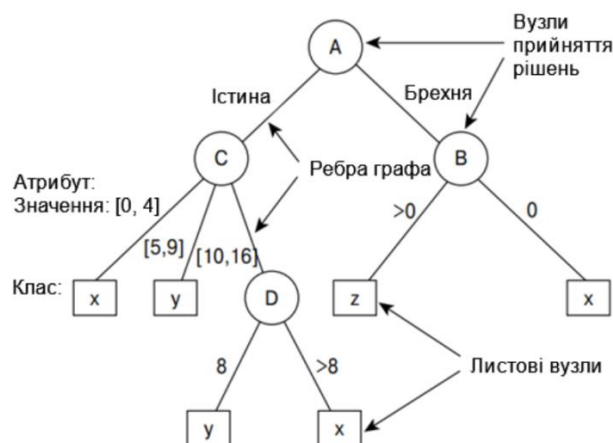 A
Вузли
прийняття
рішень
Істина
Брехня
C
Ребра графа
B
Атрибут:
Значення: [0, 4]
[5,9]
[10,16]
>0
0
Клас:
x
y
D
z
x
8
>8
Листові вузли
y
x